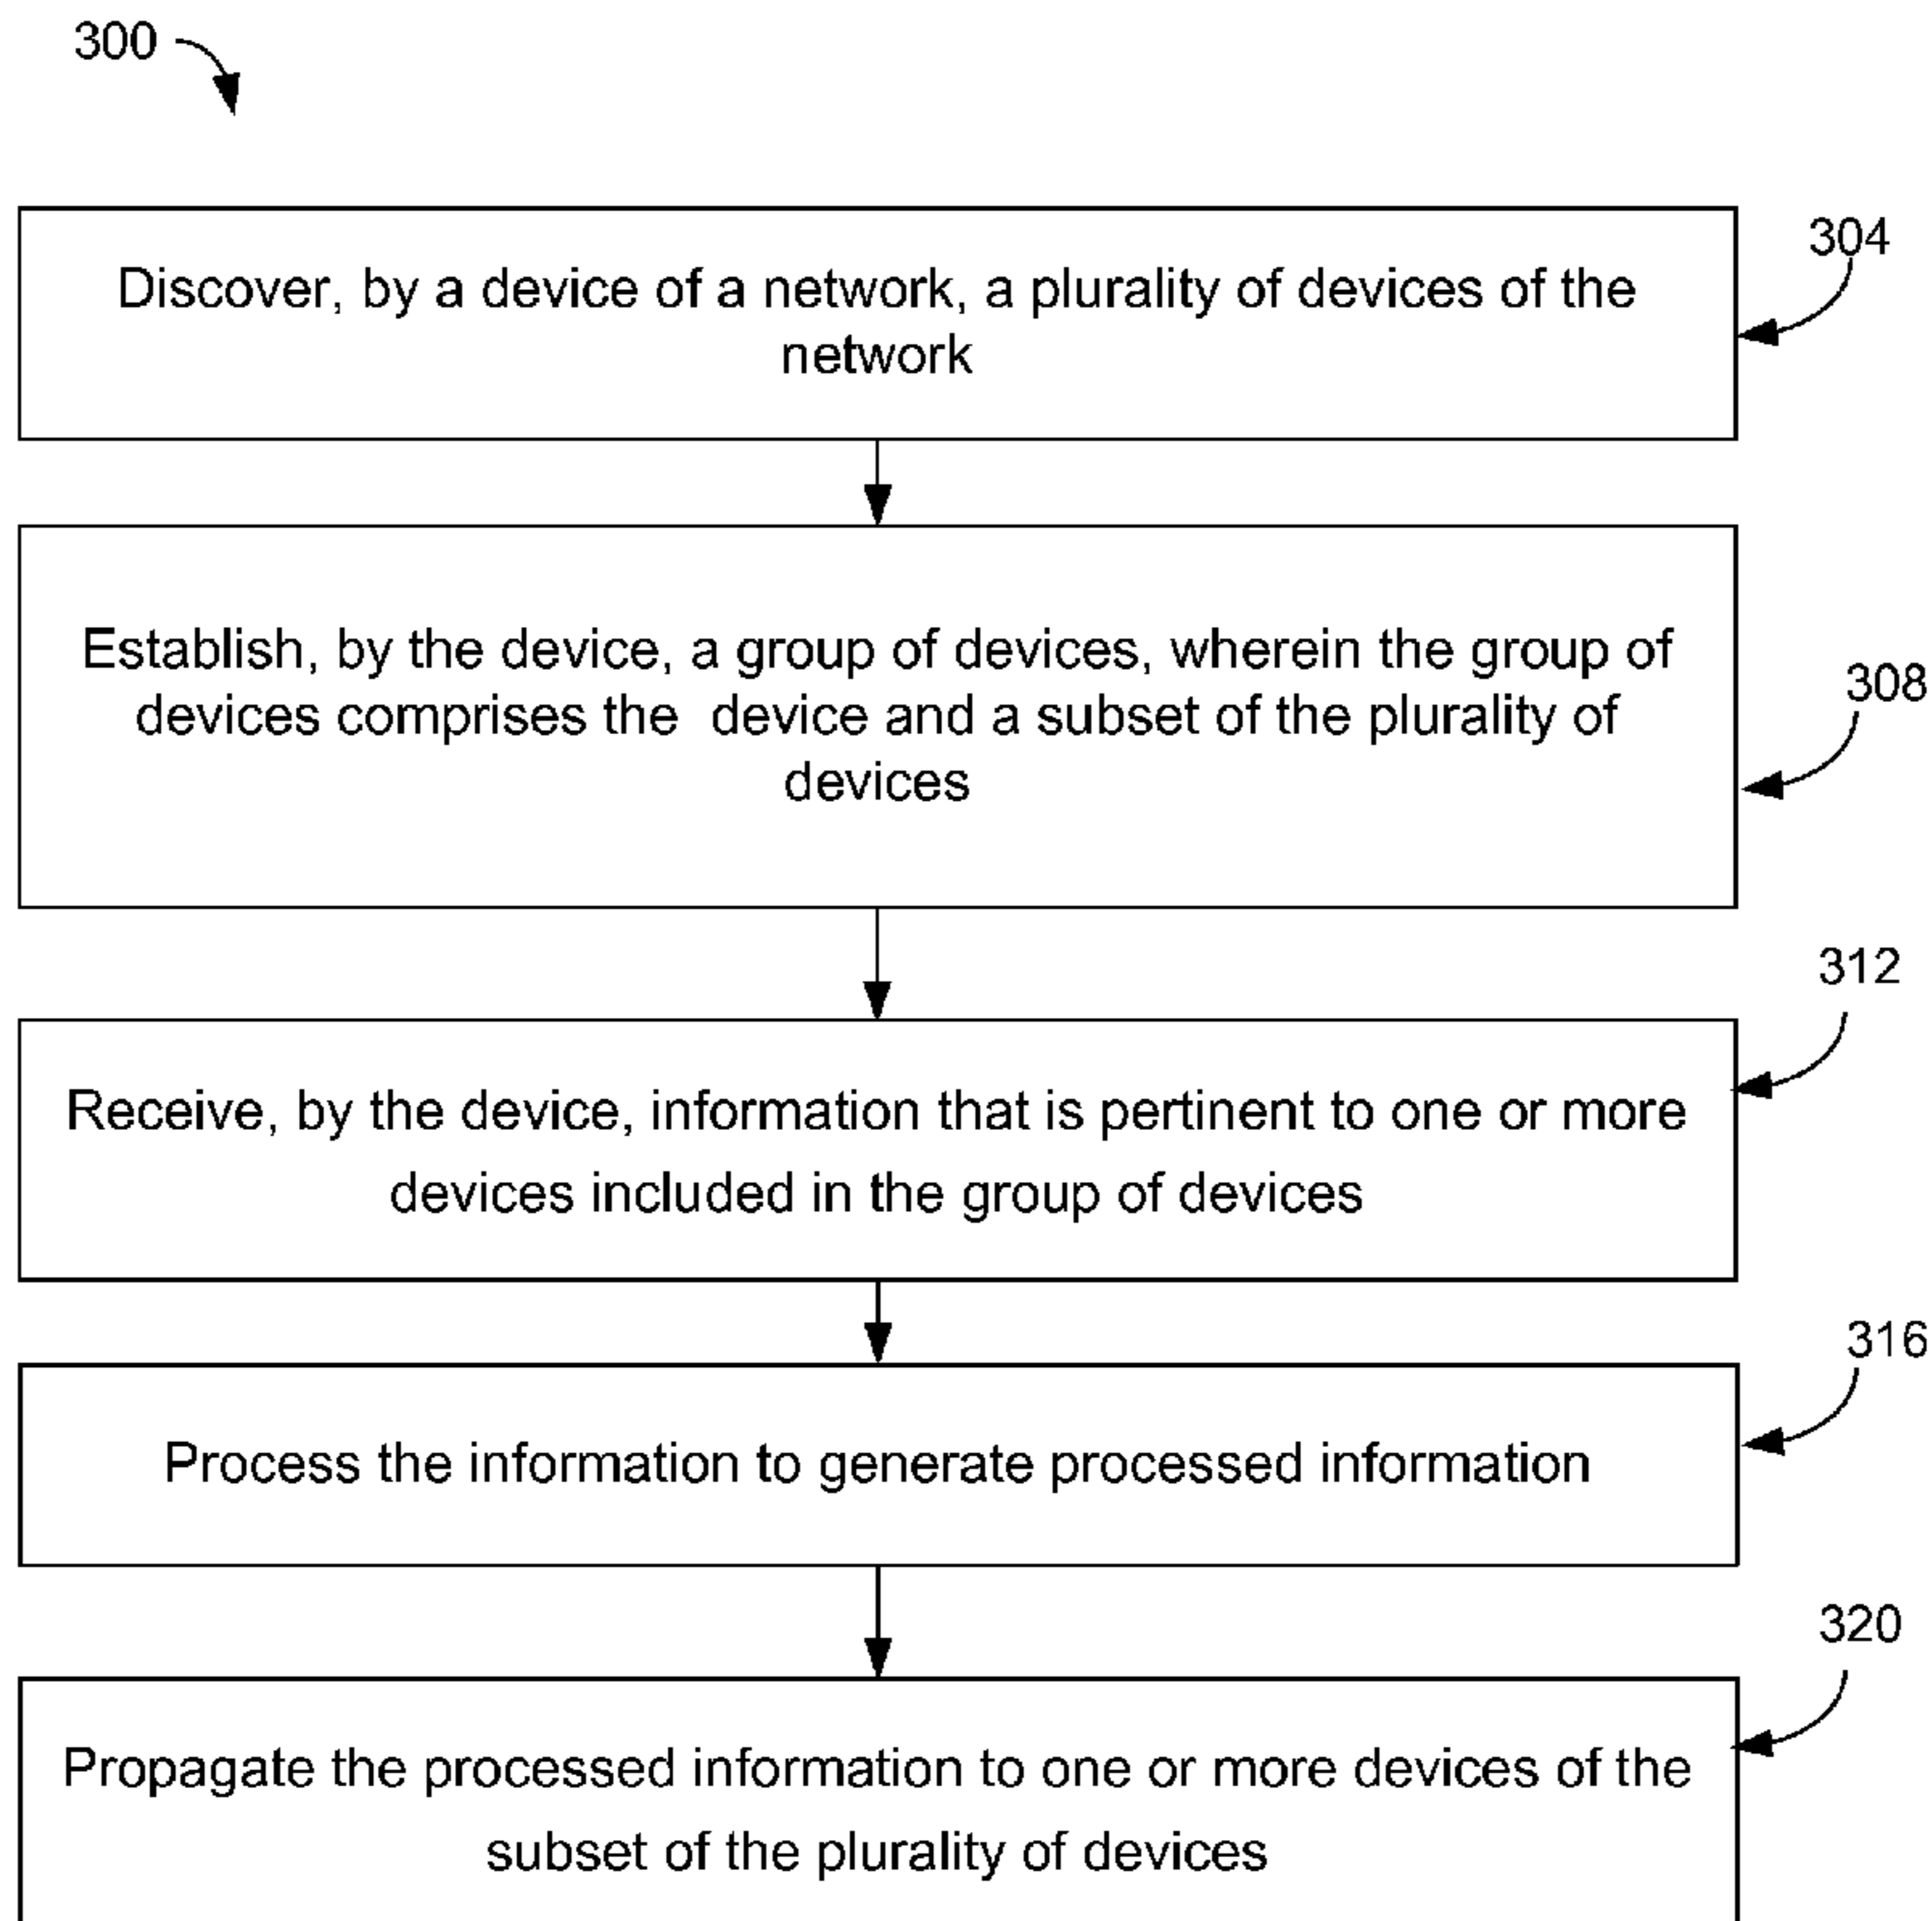 300
304
Discover, by a device of a network, a plurality of devices of the
network
Establish, by the device, a group of devices, wherein the group of
308
devices comprises the  device and a subset of the plurality of
devices
312
Receive, by the device, information that is pertinent to one or more
devices included in the group of devices
316
Process the information to generate processed information
320
Propagate the processed information to one or more devices of the
subset of the plurality of devices